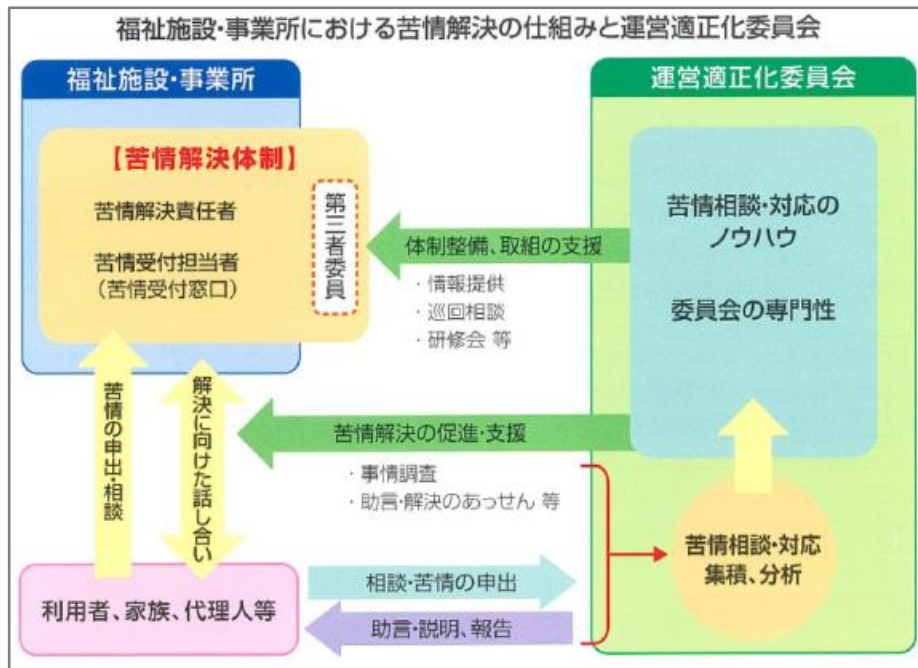 福祉施設・事業所における苦情解決の仕組みと運営適正化委員会
福祉施設・事業所
【苦情解決体制】
苦情解決責任者
苦情受付担当者
（苦情受付窓口）
第三者委員
運営適正化委員会
苦情相談・対応の
ノウハウ
委員会の専門性
体制整備、取組の支援
・情報提供
・巡回相談
・研修会 等
苦情の申出・相談
解決に向けた話し合い
苦情解決の促進・支援
・事情調査
・助言・解決のあっせん 等
苦情相談・対応
集積、分析
利用者、家族、代理人等
相談・苦情の申出
助言・説明、報告